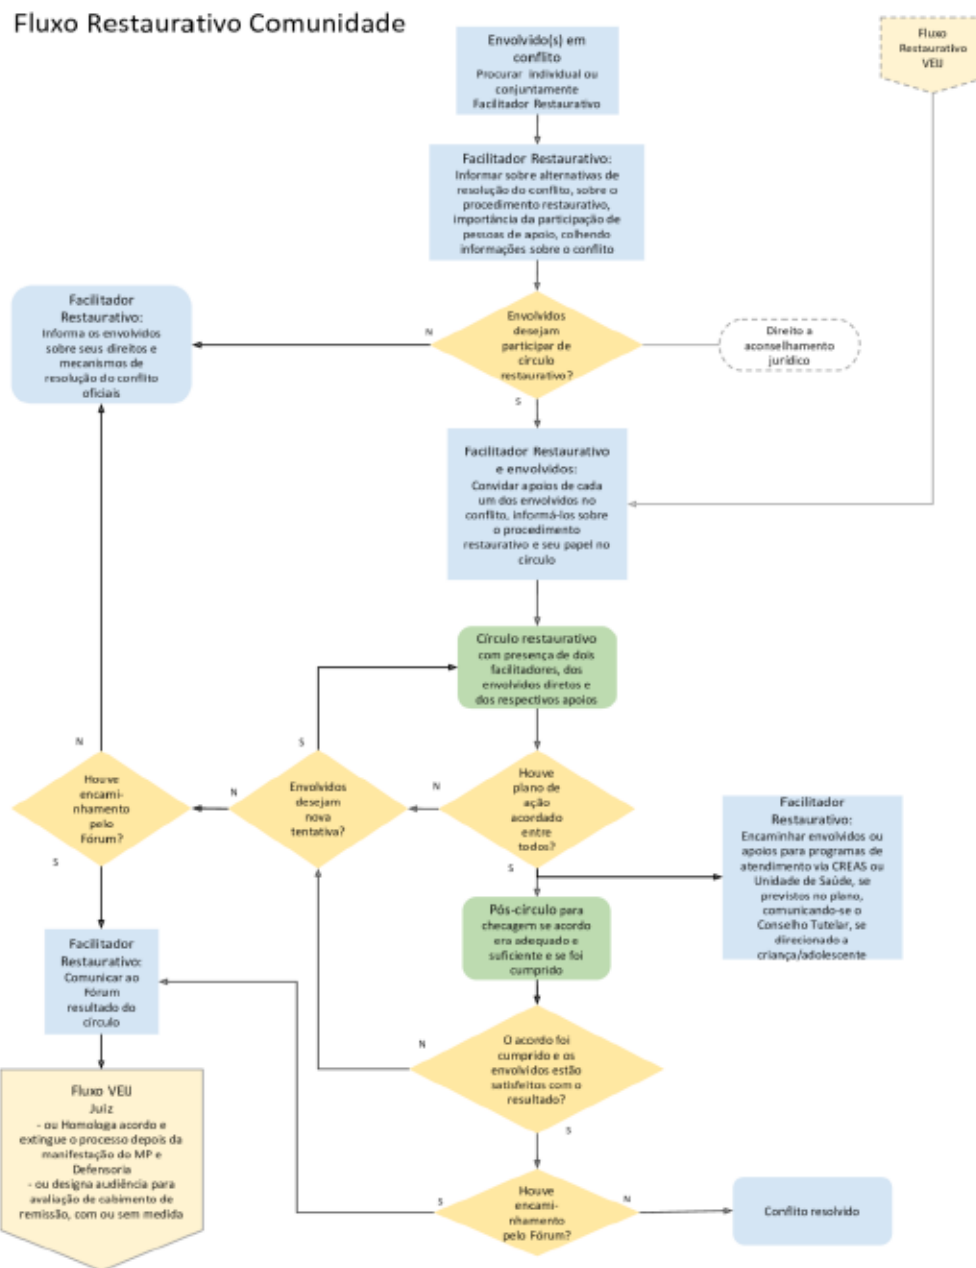 Fluxo Restaurativo Comunidade
Envolvido(s) em
conflito
Procurar individual ou
conjuntamente
Facilitador Restaurativo
Fluxo
Restaurativo
VEIJ
Facilitador Restaurativo:
Informar sobre alternativas de
resolução do conflito, sobre o
procedimento restaurativo,
importância da participação de
pessoas de apoio, colhendo
informações sobre o conflito
Facilitador
Restaurativo:
Informa os envolvidos
sobre seus direitos e
mecanismos de
resolução do conflito
oficiais
N
Envolvidos
desejam
participar de
círculo
restaurativo?
Direito a
aconselhamento
jurídico
S
Facilitador Restaurativo
e envolvidos:
Convidar apoios de cada
um dos envolvidos no
conflito, informá-los sobre
o procedimento
restaurativo e seu papel no
círculo
Círculo restaurativo
com presença de dois
facilitadores, dos
envolvidos diretos e
dos respectivos apoios
N
S
Houve
encami-
nhamento
pelo
Fórum?
N
Envolvidos
desejam
nova
tentativa?
N
Houve
plano de
ação
acordado
entre
todos?
S
S
Facilitador
Restaurativo:
Encaminhar envolvidos ou
apoios para programas de
atendimento via CREAS ou
Unidade de Saúde, se
previstos no plano,
comunicando-se o
Conselho Tutelar, se
direcionado a
criança/adolescente
Pós-círculo para
checagem se acordo
era adequado e
suficiente e se foi
cumprido
Facilitador
Restaurativo:
Comunicar ao
Fórum
resultado do
círculo
N
O acordo foi
cumprido e os
envolvidos estão
satisfeitos com o
resultado?
S
Fluxo VEIJ
Juiz
- ou Homologa acordo e
extingue o processo depois da
manifestação do MP e
Defensoria
- ou designa audiência para
avaliação de cabimento de
remissão, com ou sem medida
S
Houve
encami-
nhamento
pelo Fórum?
N
Conflito resolvido